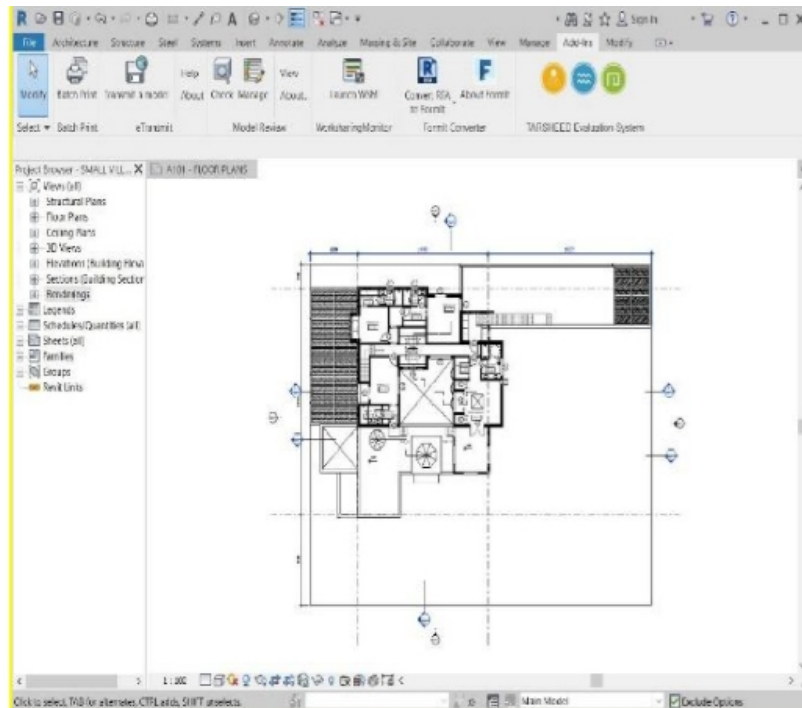 Sign In
File Architecture Structure Steel Systems Insert Annotate Analyze Massing & Site Collaborate View Manage Add-Ins Modify
Modify Batch Print Transmit a model Help About Check Manage View About.. Launch WSM Convert RFA to FormIt About FormIt
Select Batch Print eTransmit Model Review WorksharingMonitor FormIt Converter TARSHEED Evaluation System
Project Browser - SMALL VILL... X A101 - FLOOR PLANS
Views (all)
Structural Plans
Floor Plans
Ceiling Plans
3D Views
Elevations (Building Eleva
Sections (Building Section
Renderings
Legends
Schedules/Quantities (all)
Sheets (all)
Families
Groups
Revit Links
1 : 100
Click to select, TAB for alternates, CTRL adds, SHIFT unselects. :0 Main Model Exclude Options